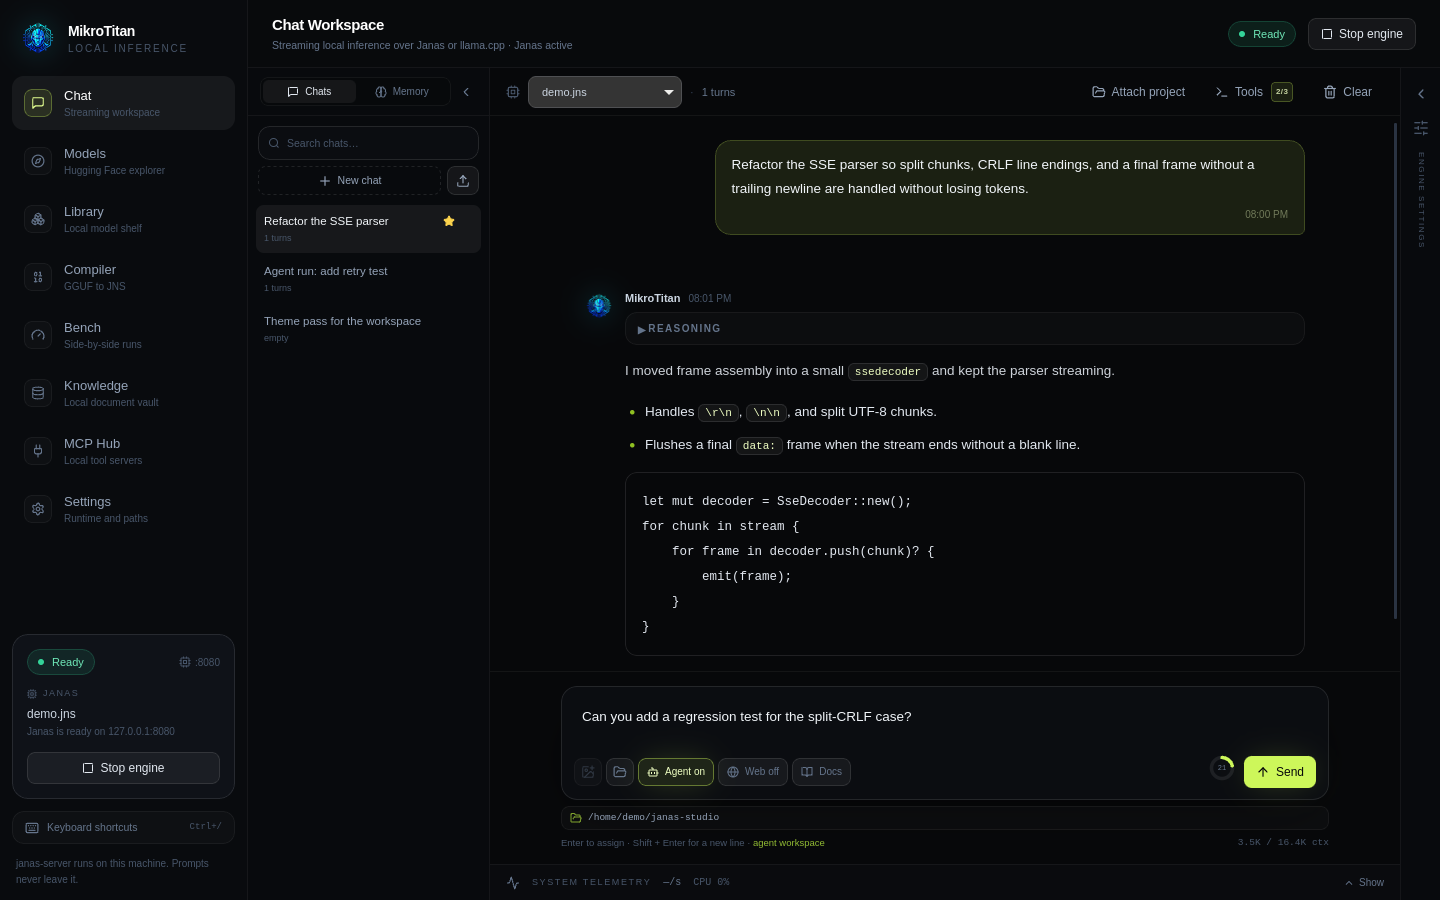 MikroTitan
LOCAL INFERENCE
Chat
Streaming workspace
Models
Hugging Face explorer
Library
Local model shelf
Compiler
GGUF to JNS
Bench
Side-by-side runs
Knowledge
Local document vault
MCP Hub
Local tool servers
Settings
Runtime and paths
Ready
:8080
JANAS
demo.jns
Janas is ready on 127.0.0.1:8080
Stop engine
Keyboard shortcuts
Ctrl+/
janas-server runs on this machine. Prompts
never leave it.
Chat Workspace
Streaming local inference over Janas or llama.cpp · Janas active
Ready
Stop engine
Chats
Memory
Search chats…
New chat
Refactor the SSE parser
1 turns
Agent run: add retry test
1 turns
Theme pass for the workspace
empty
demo.jns
· 1 turns
Attach project
Tools
2/3
Clear
Refactor the SSE parser so split chunks, CRLF line endings, and a final frame without a
trailing newline are handled without losing tokens.
08:00 PM
MikroTitan 08:01 PM
▶ REASONING
I moved frame assembly into a small ssedecoder and kept the parser streaming.
• Handles \r\n, \n\n, and split UTF-8 chunks.
• Flushes a final data: frame when the stream ends without a blank line.
let mut decoder = SseDecoder::new();
for chunk in stream {
    for frame in decoder.push(chunk)? {
        emit(frame);
    }
}
Can you add a regression test for the split-CRLF case?
Agent on
Web off
Docs
21
Send
/home/demo/janas-studio
Enter to assign · Shift + Enter for a new line · agent workspace
3.5K / 16.4K ctx
SYSTEM TELEMETRY
—/s
CPU 0%
Show
ENGINE SETTINGS